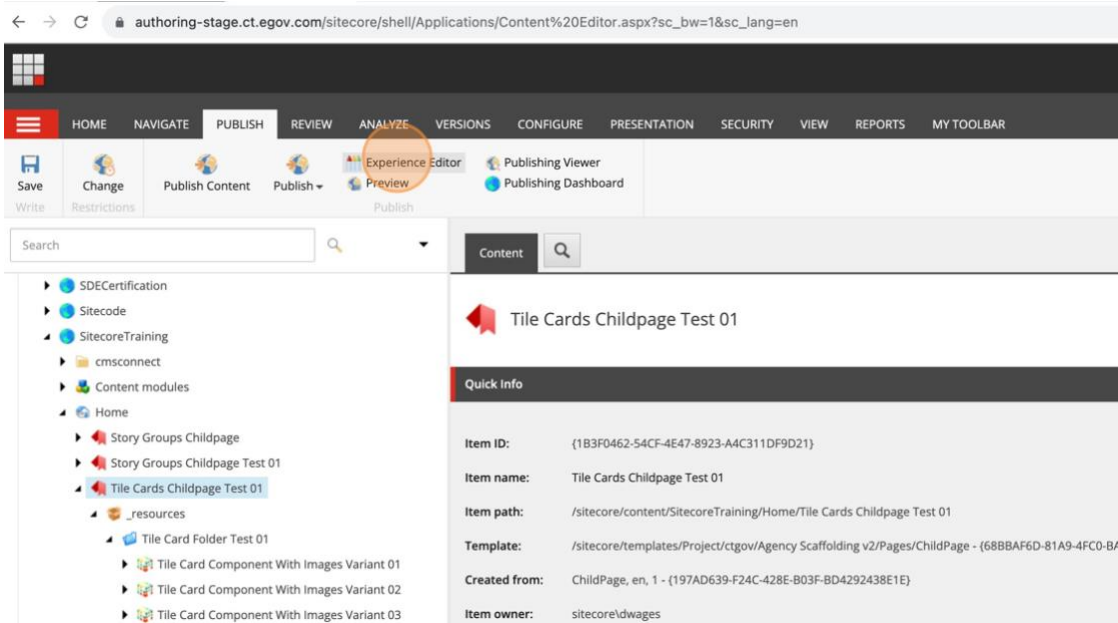 authoring-stage.ct.egov.com/sitecore/shell/Applications/Content%20Editor.aspx?sc_bw=1&sc_lang=en
HOME NAVIGATE PUBLISH REVIEW ANALYZE VERSIONS CONFIGURE PRESENTATION SECURITY VIEW REPORTS MY TOOLBAR
Experience Editor Publishing Viewer
Save Change Publish Content Publish Preview Publishing Dashboard
Write Restrictions Publish
Search
Content
SDECertification
Sitecode
SitecoreTraining
Tile Cards Childpage Test 01
cmsconnect
Content modules
Quick Info
Home
Story Groups Childpage
Item ID: {1B3F0462-54CF-4E47-8923-A4C311DF9D21}
Story Groups Childpage Test 01
Item name: Tile Cards Childpage Test 01
Tile Cards Childpage Test 01
_resources
Item path: /sitecore/content/SitecoreTraining/Home/Tile Cards Childpage Test 01
Tile Card Folder Test 01
Template: /sitecore/templates/Project/ctgov/Agency Scaffolding v2/Pages/ChildPage - {68BBAF6D-81A9-4FC0-BA
Tile Card Component With Images Variant 01
Created from: ChildPage, en, 1 - {197AD639-F24C-428E-B03F-BD4292438E1E}
Tile Card Component With Images Variant 02
Tile Card Component With Images Variant 03
Item owner: sitecore\dwages